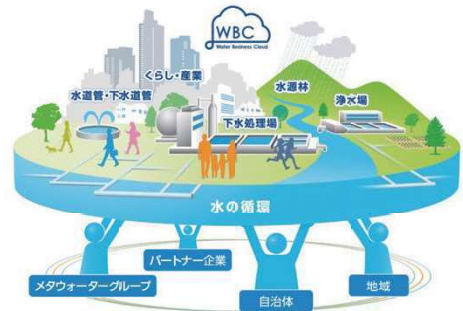 WBC
Water Business Cloud
くらし・産業
水源林
水道管・下水道管
浄水場
下水処理場
水の循環
パートナー企業
メタウォーターグループ
自治体
地域